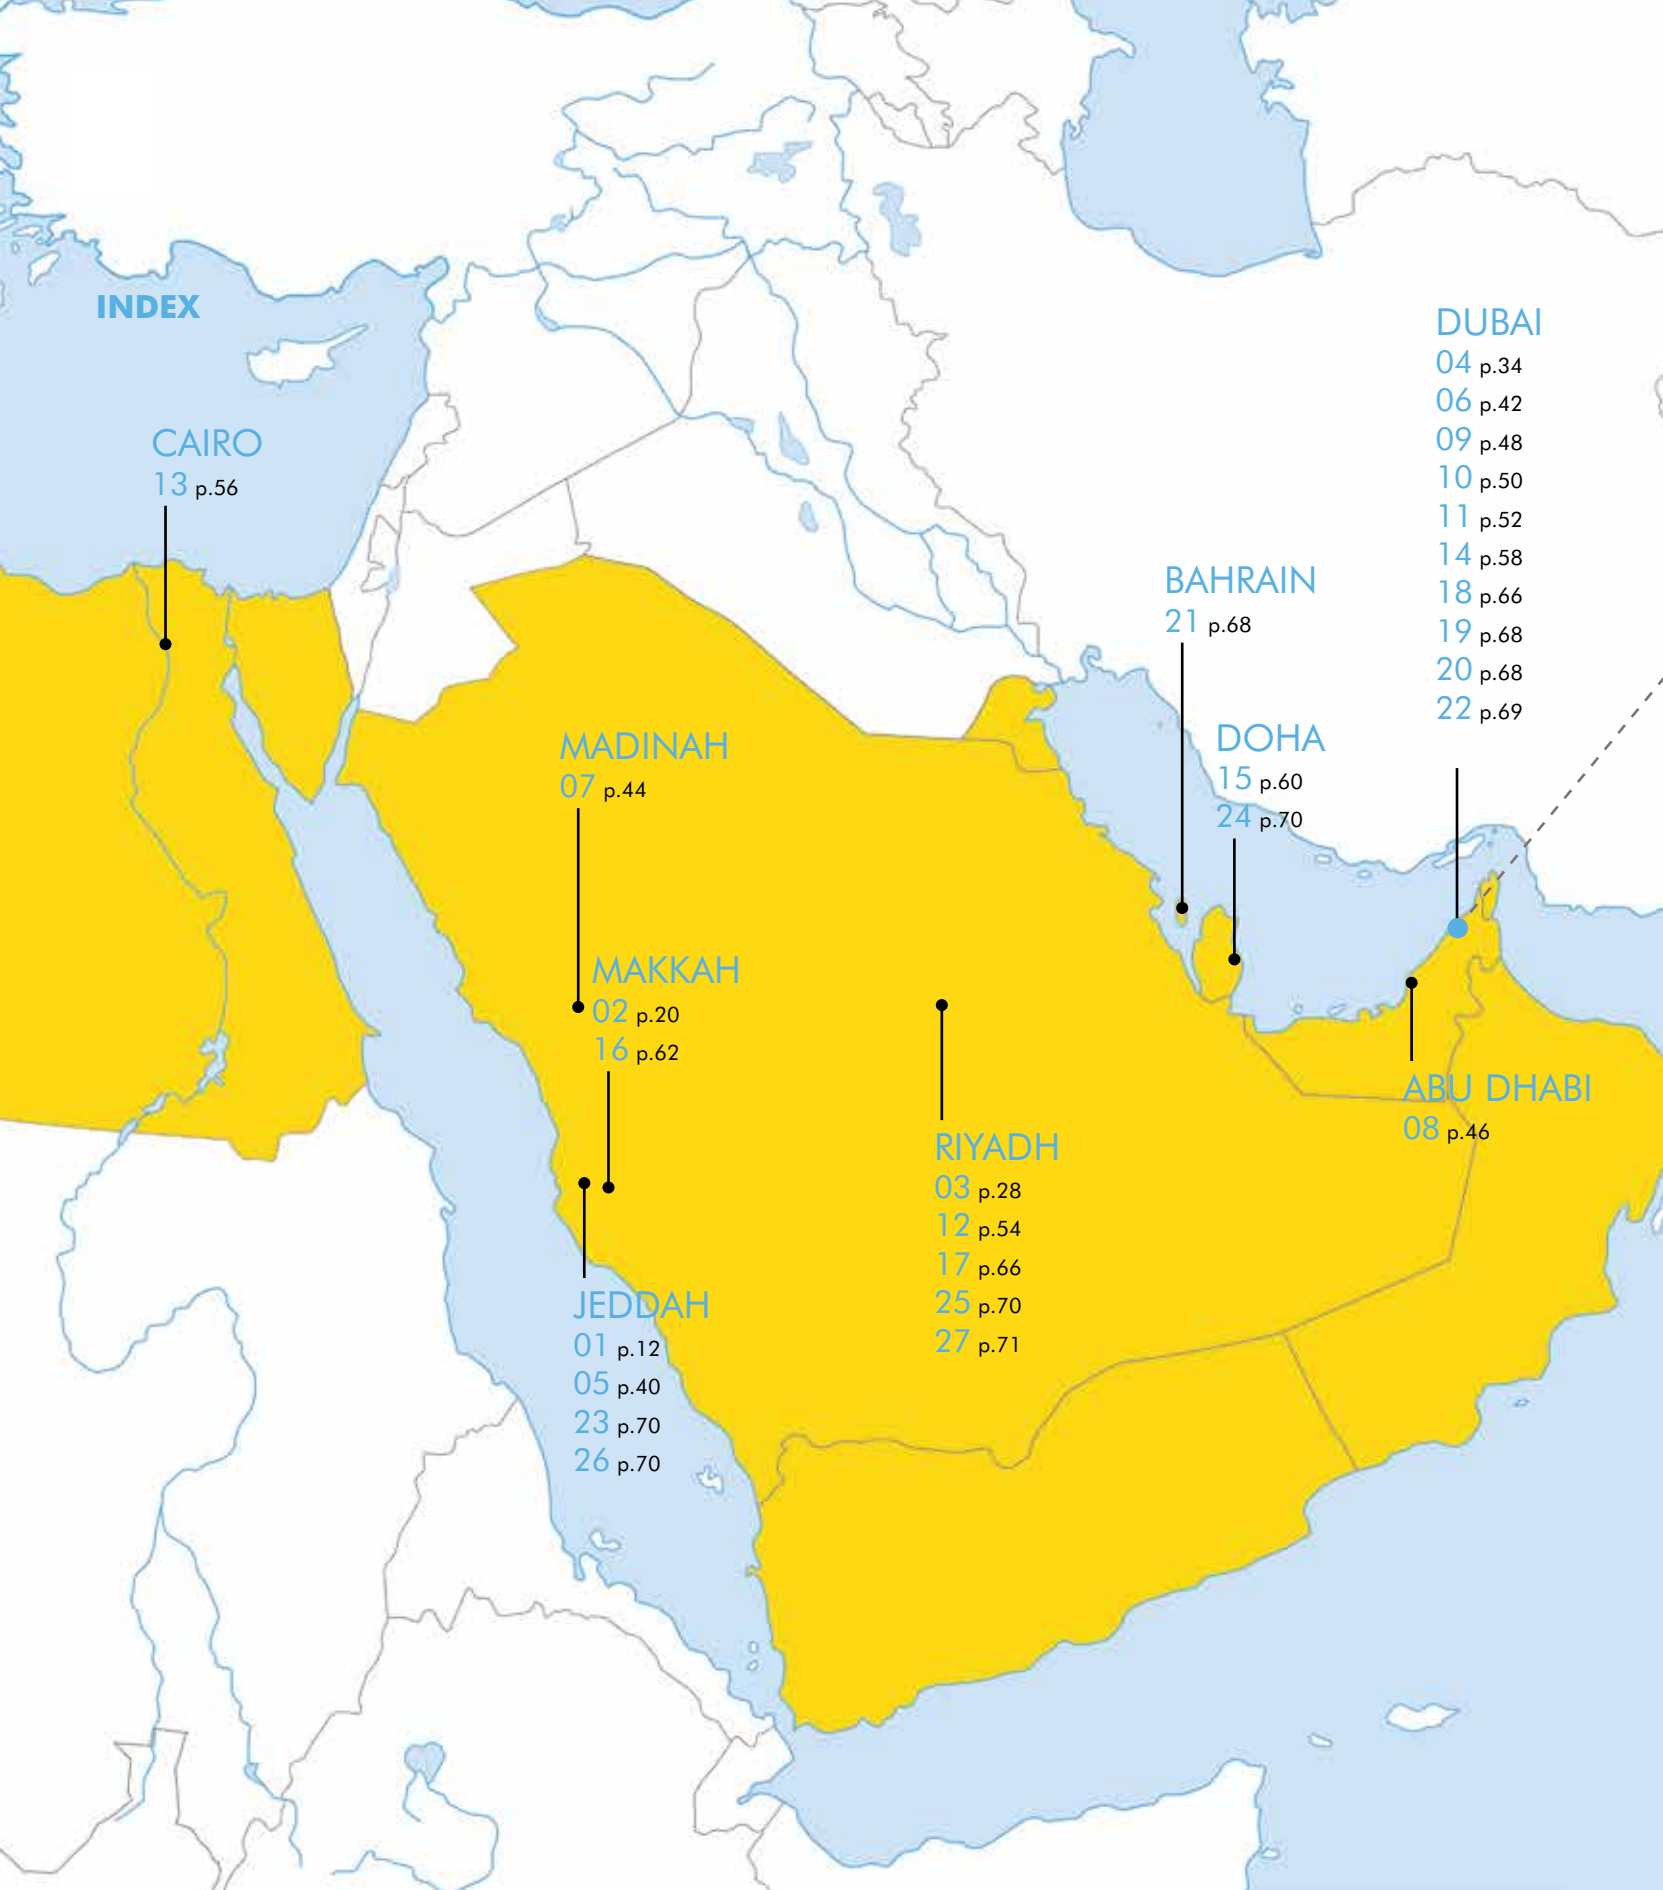 INDEX
CAIRO
13 p.56
MADINAH
07 p.44
MAKKAH
02 p.20
16 p.62
JEDDAH
01 p.12
05 p.40
23 p.70
26 p.70
RIYADH
03 p.28
12 p.54
17 p.66
25 p.70
27 p.71
BAHRAIN
21 p.68
DOHA
15 p.60
24 p.70
DUBAI
04 p.34
06 p.42
09 p.48
10 p.50
11 p.52
14 p.58
18 p.66
19 p.68
20 p.68
22 p.69
ABU DHABI
08 p.46